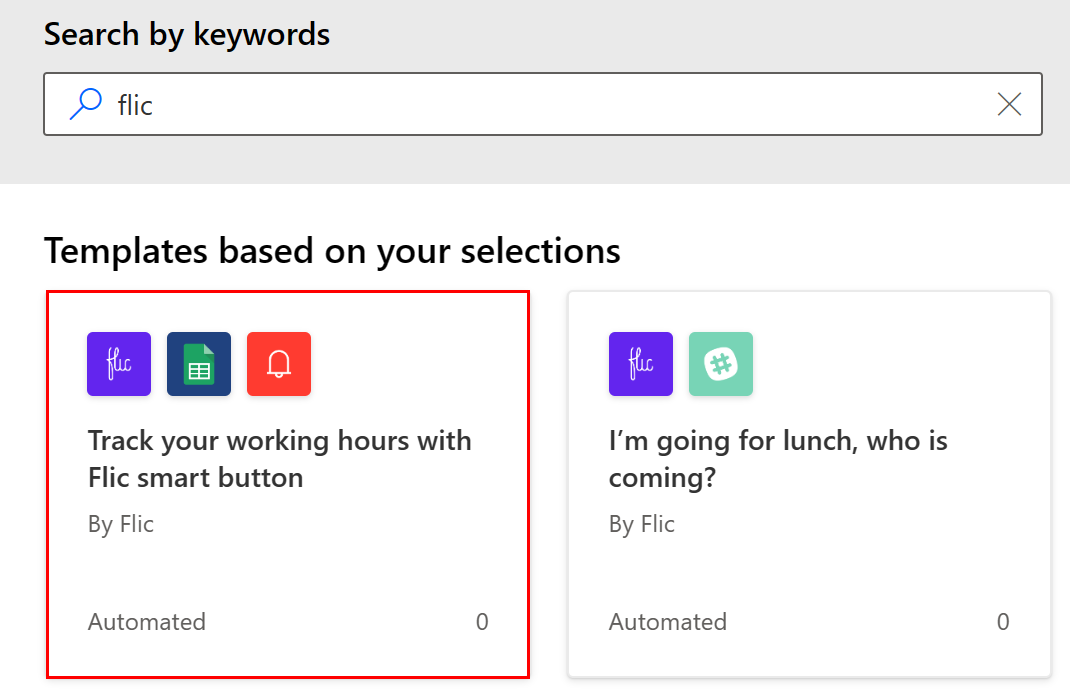 Search by keywords
flic
Templates based on your selections
flic
flic
Track your working hours with
Flic smart button
By Flic
Automated
0
I’m going for lunch, who is
coming?
By Flic
Automated
0